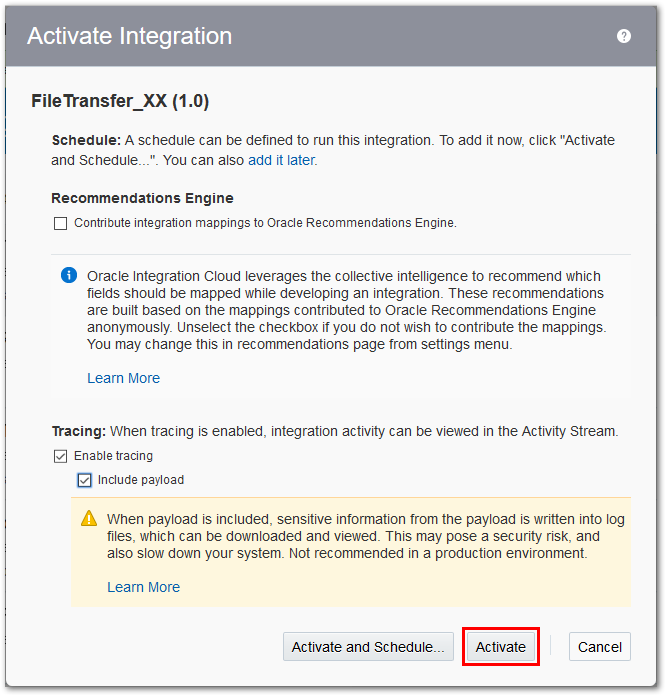 Activate Integration
?
FileTransfer_XX (1.0)
Schedule: A schedule can be defined to run this integration. To add it now, click "Activate
and Schedule...". You can also add it later.
Recommendations Engine
Contribute integration mappings to Oracle Recommendations Engine.
Oracle Integration Cloud leverages the collective intelligence to recommend which
fields should be mapped while developing an integration. These recommendations
are built based on the mappings contributed to Oracle Recommendations Engine
anonymously. Unselect the checkbox if you do not wish to contribute the mappings.
You may change this in recommendations page from settings menu.
Learn More
Tracing: When tracing is enabled, integration activity can be viewed in the Activity Stream.
Enable tracing
Include payload
When payload is included, sensitive information from the payload is written into log
files, which can be downloaded and viewed. This may pose a security risk, and
also slow down your system. Not recommended in a production environment.
Learn More
Activate and Schedule... Activate Cancel